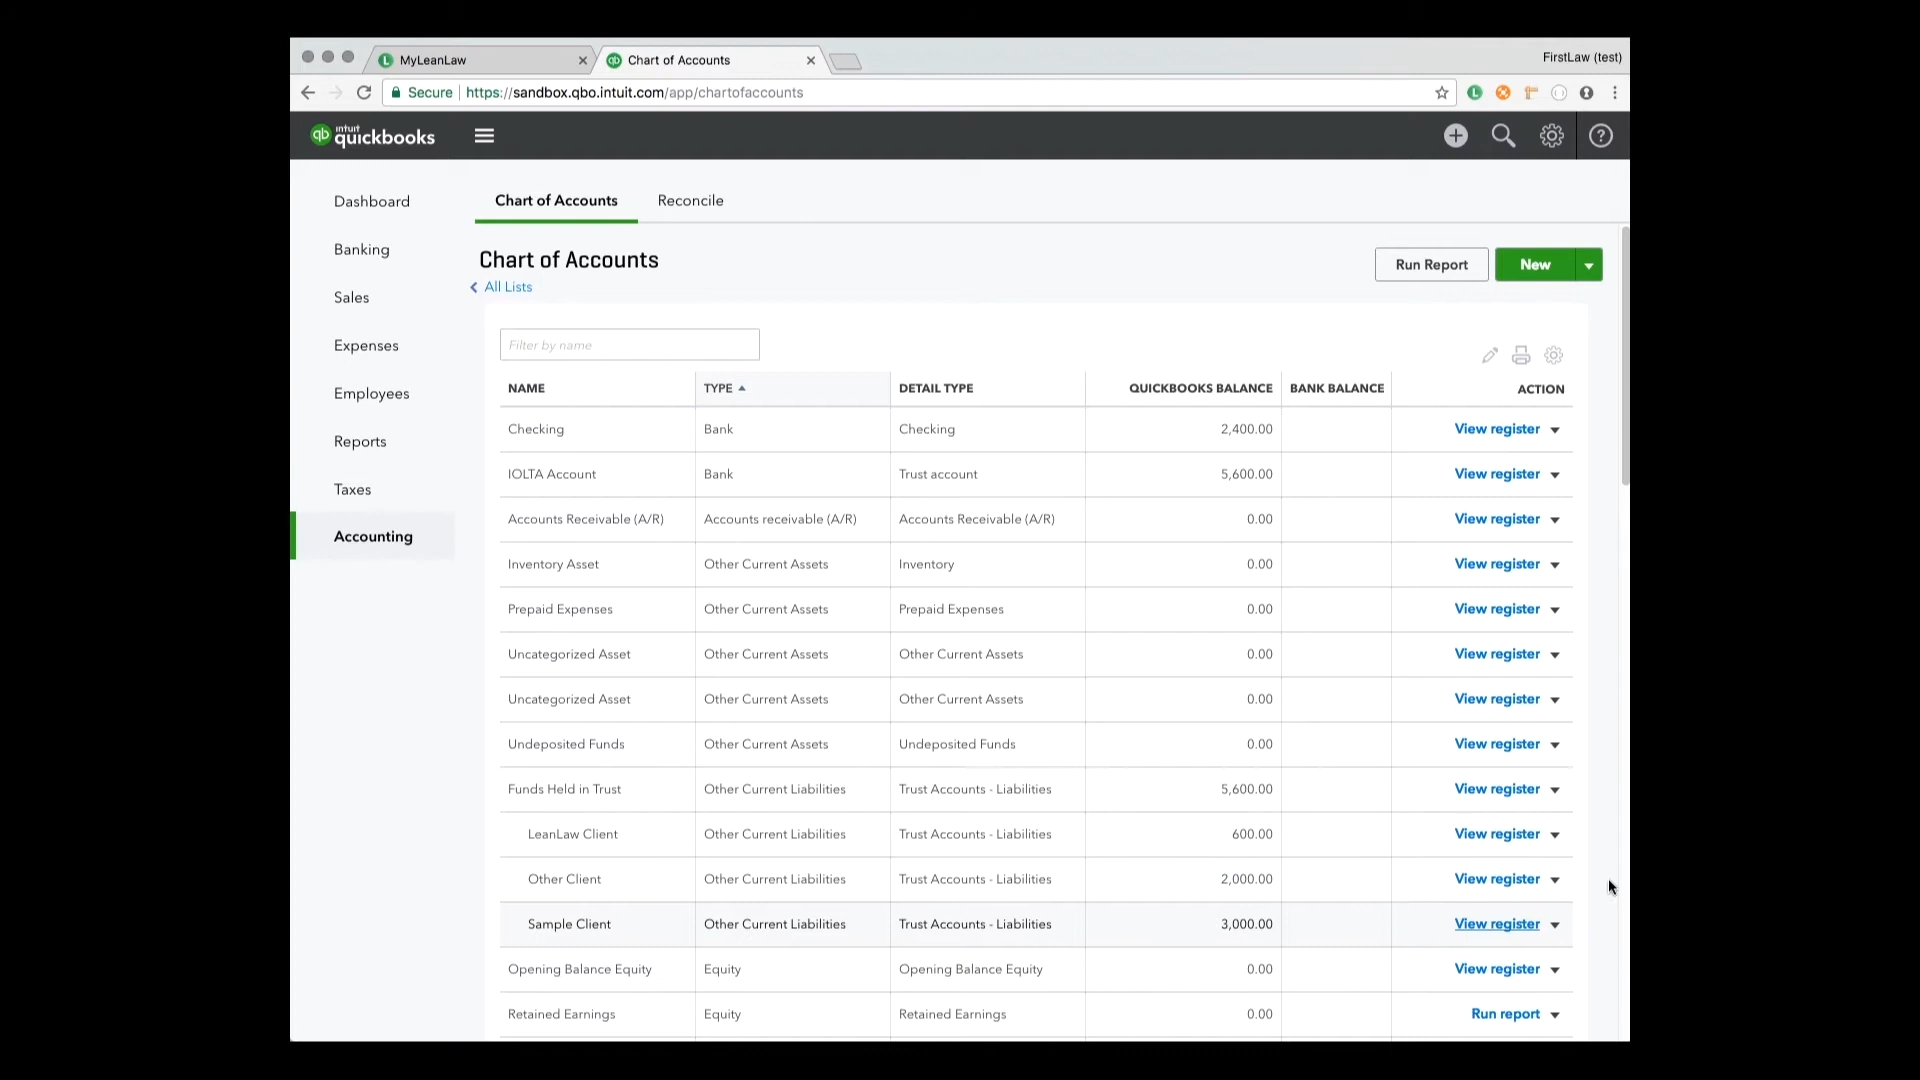 MyLeanLaw
Chart of Accounts
FirstLaw (test)
Secure https://sandbox.qbo.intuit.com/app/chartofaccounts
intuit quickbooks
Dashboard
Banking
Sales
Expenses
Employees
Reports
Taxes
Accounting
Chart of Accounts Reconcile
Chart of Accounts
All Lists
Run Report New
Filter by name
NAME TYPE DETAIL TYPE QUICKBOOKS BALANCE BANK BALANCE ACTION
Checking Bank Checking 2,400.00 View register
IOLTA Account Bank Trust account 5,600.00 View register
Accounts Receivable (A/R) Accounts receivable (A/R) Accounts Receivable (A/R) 0.00 View register
Inventory Asset Other Current Assets Inventory 0.00 View register
Prepaid Expenses Other Current Assets Prepaid Expenses 0.00 View register
Uncategorized Asset Other Current Assets Other Current Assets 0.00 View register
Uncategorized Asset Other Current Assets Other Current Assets 0.00 View register
Undeposited Funds Other Current Assets Undeposited Funds 0.00 View register
Funds Held in Trust Other Current Liabilities Trust Accounts - Liabilities 5,600.00 View register
LeanLaw Client Other Current Liabilities Trust Accounts - Liabilities 600.00 View register
Other Client Other Current Liabilities Trust Accounts - Liabilities 2,000.00 View register
Sample Client Other Current Liabilities Trust Accounts - Liabilities 3,000.00 View register
Opening Balance Equity Equity Opening Balance Equity 0.00 View register
Retained Earnings Equity Retained Earnings 0.00 Run report